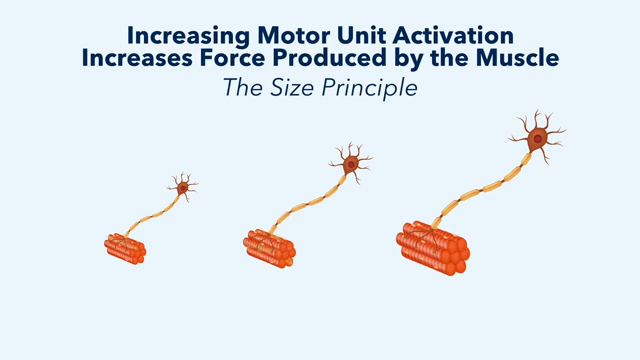 Increasing Motor Unit Activation
Increases Force Produced by the Muscle
The Size Principle